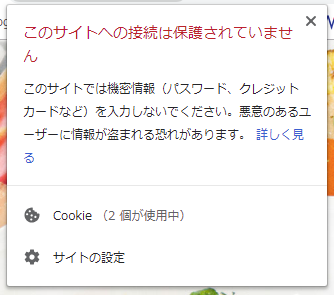 このサイトへの接続は保護されていませ
ん
このサイトでは機密情報（パスワード、クレジット
カードなど）を入力しないでください。悪意のあるユ
ーザーに情報が盗まれる恐れがあります。 詳しく見
る
Cookie （2 個が使用中）
サイトの設定